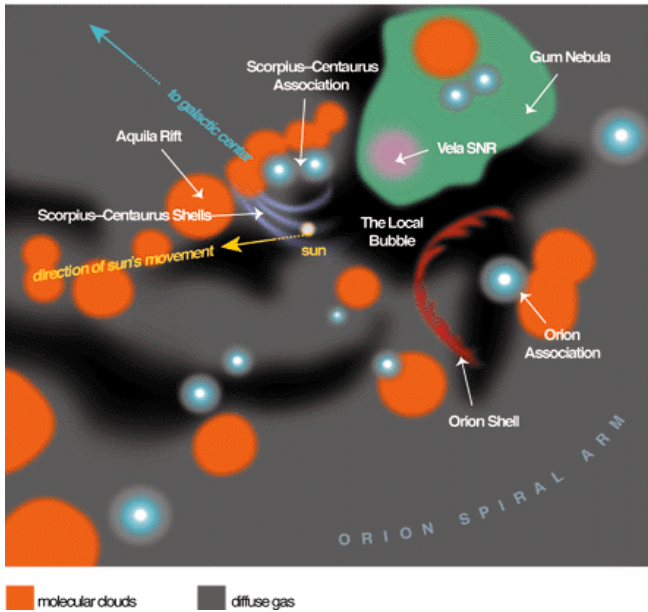 Scorpius–Centaurus
Association
Gum Nebula
to galactic center
Aquila Rift
Vela SNR
Scorpius–Centaurus Shells
The Local
Bubble
sun
direction of sun's movement
Orion
Association
Orion Shell
ORION SPIRAL ARM
molecular clouds
diffuse gas